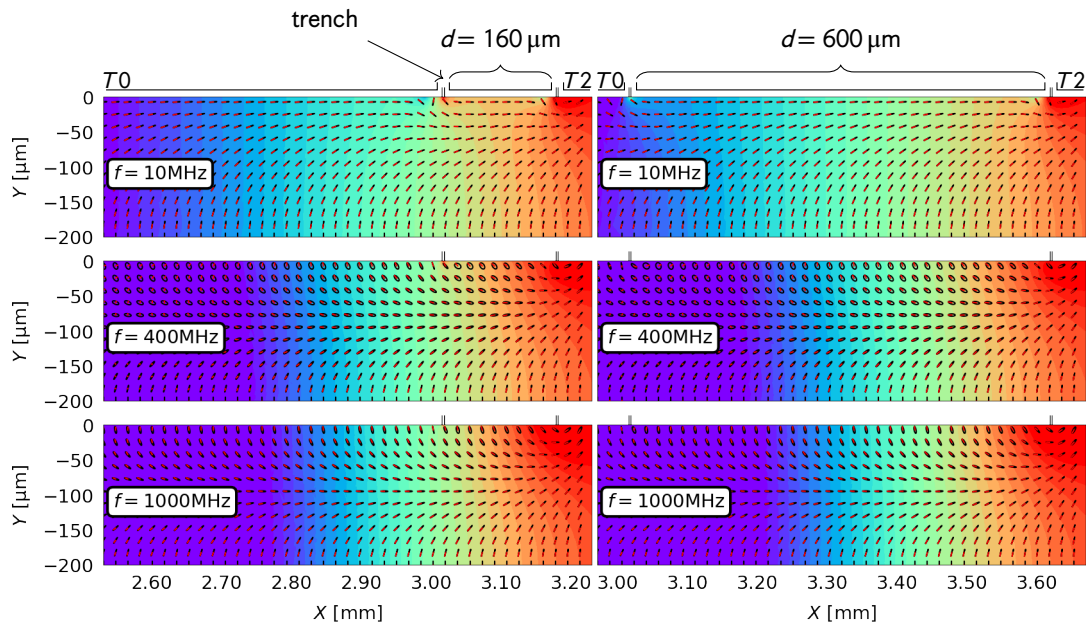 trench
d = 160 μm
d = 600 μm
T0
T2
T0
T2
0
−50
−100
−150
−200
Y [μm]
f = 10MHz
f = 10MHz
0
−50
−100
−150
−200
Y [μm]
f = 400MHz
f = 400MHz
0
−50
−100
−150
−200
Y [μm]
f = 1000MHz
f = 1000MHz
2.60 2.70 2.80 2.90 3.00 3.10 3.20
3.00 3.10 3.20 3.30 3.40 3.50 3.60
X [mm]
X [mm]